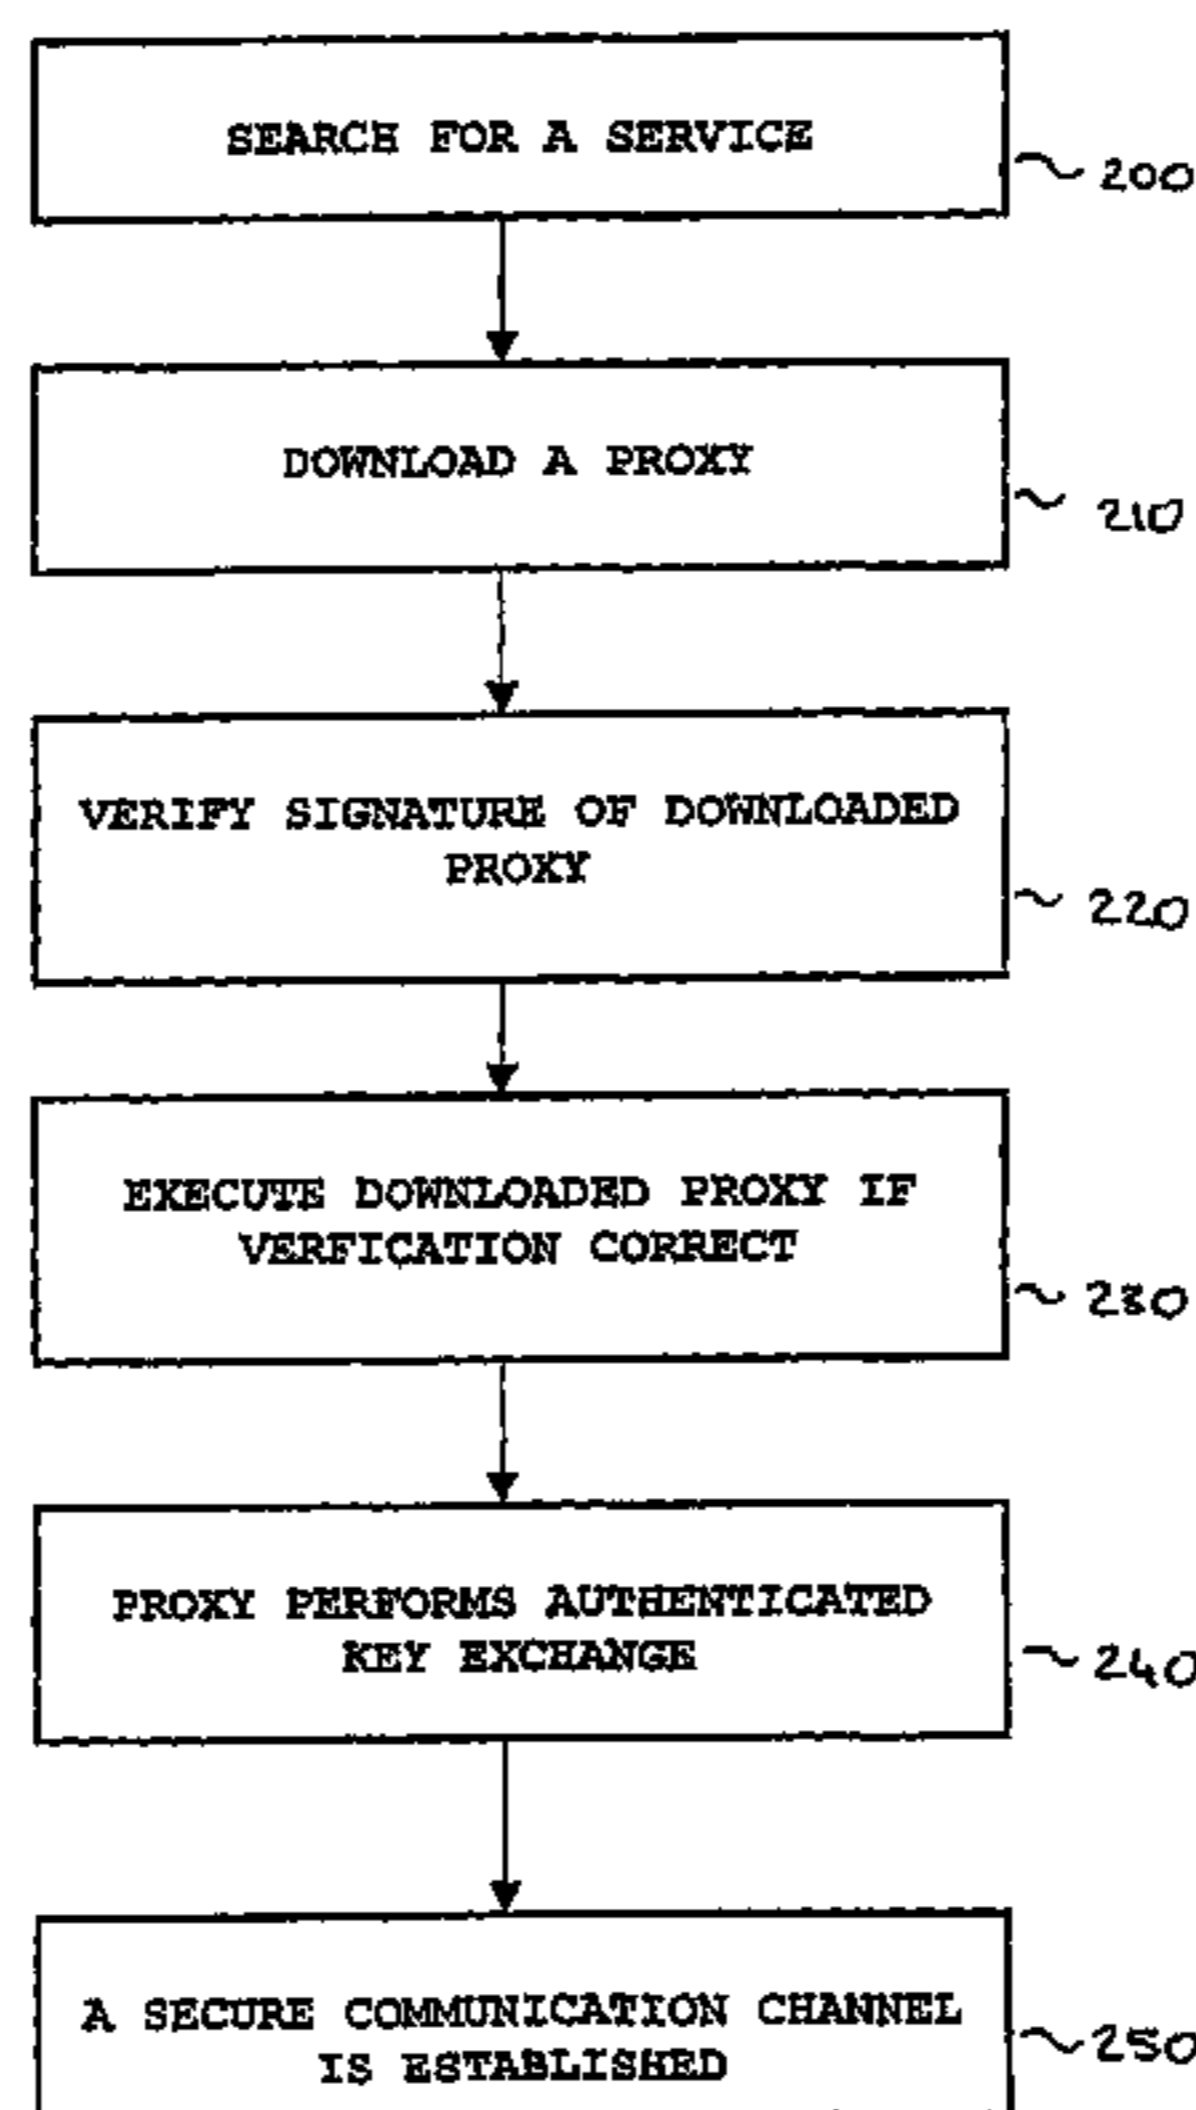 SEARCH FOR A SERVICE
200
DOWNLOAD A PROXY
210
VERIFY SIGNATURE OF DOWNLOADED
PROXY
220
EXECUTE DOWNLOADED PROXY IF
VERFICATION CORRECT
230
PROXY PERFORMS AUTHENTICATED
KEY EXCHANGE
240
A SECURE COMMUNICATION CHANNEL
IS ESTABLISHED
250